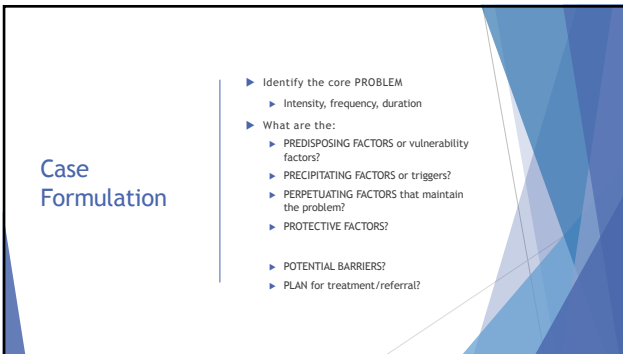 Case
Formulation
Identify the core PROBLEM
Intensity, frequency, duration
What are the:
PREDISPOSING FACTORS or vulnerability
factors?
PRECIPITATING FACTORS or triggers?
PERPETUATING FACTORS that maintain
the problem?
PROTECTIVE FACTORS?
POTENTIAL BARRIERS?
PLAN for treatment/referral?